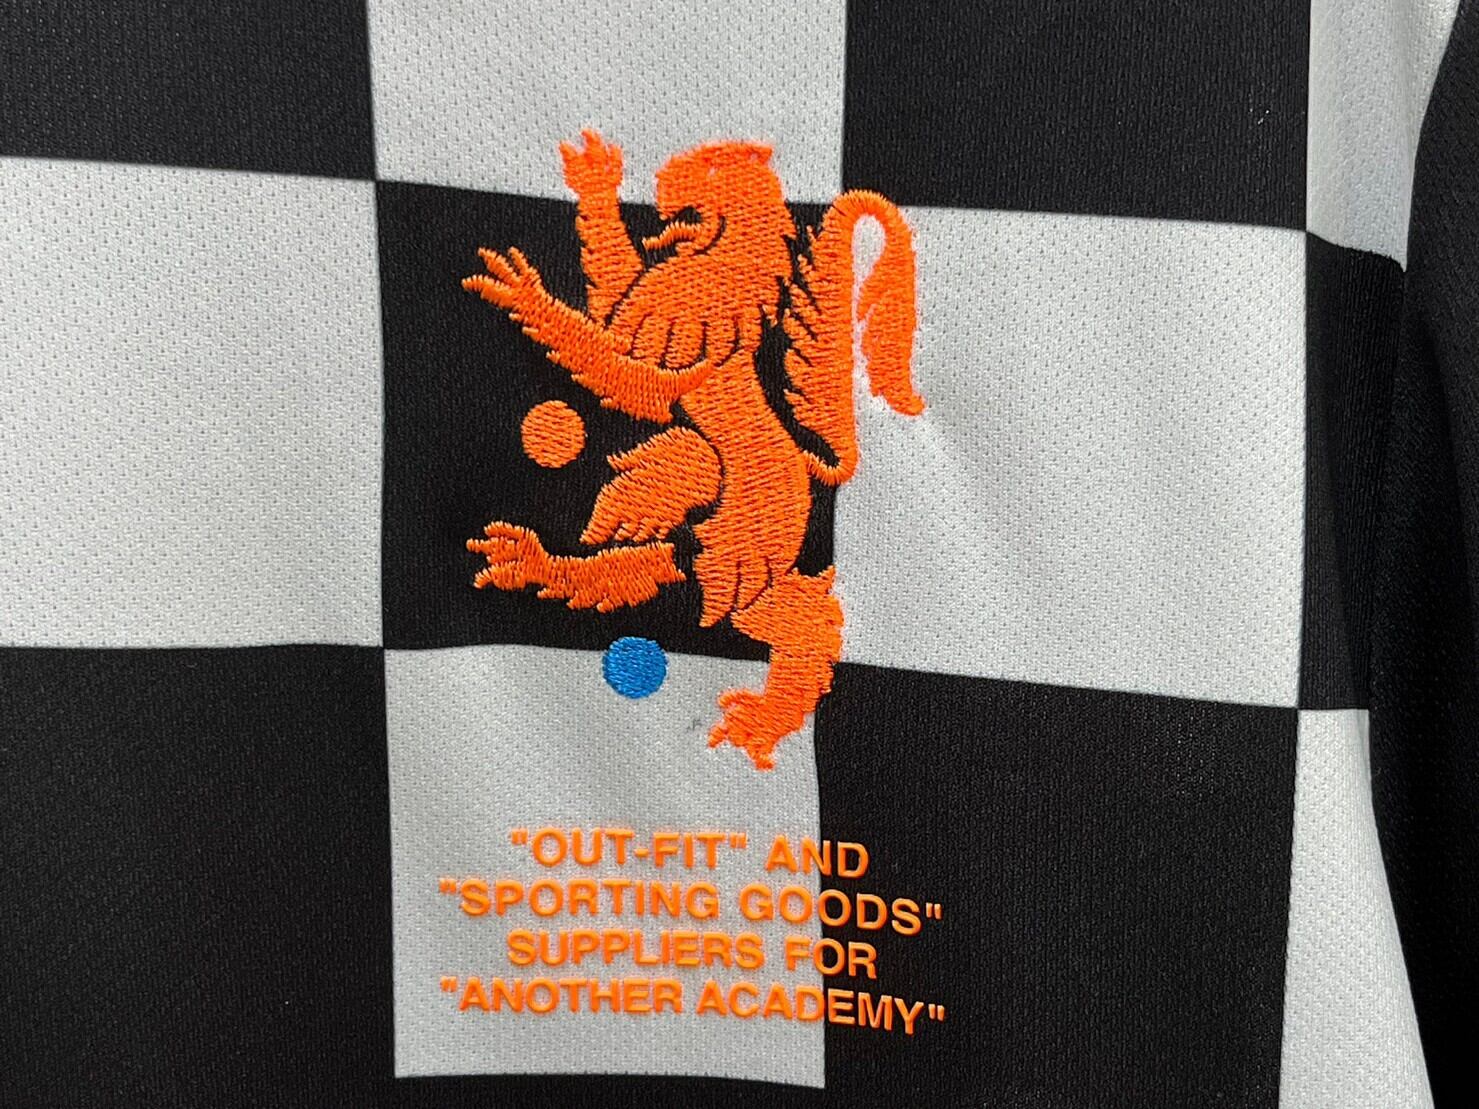 "OUT-FIT" AND
"SPORTING GOODS"
SUPPLIERS FOR
"ANOTHER ACADEMY"